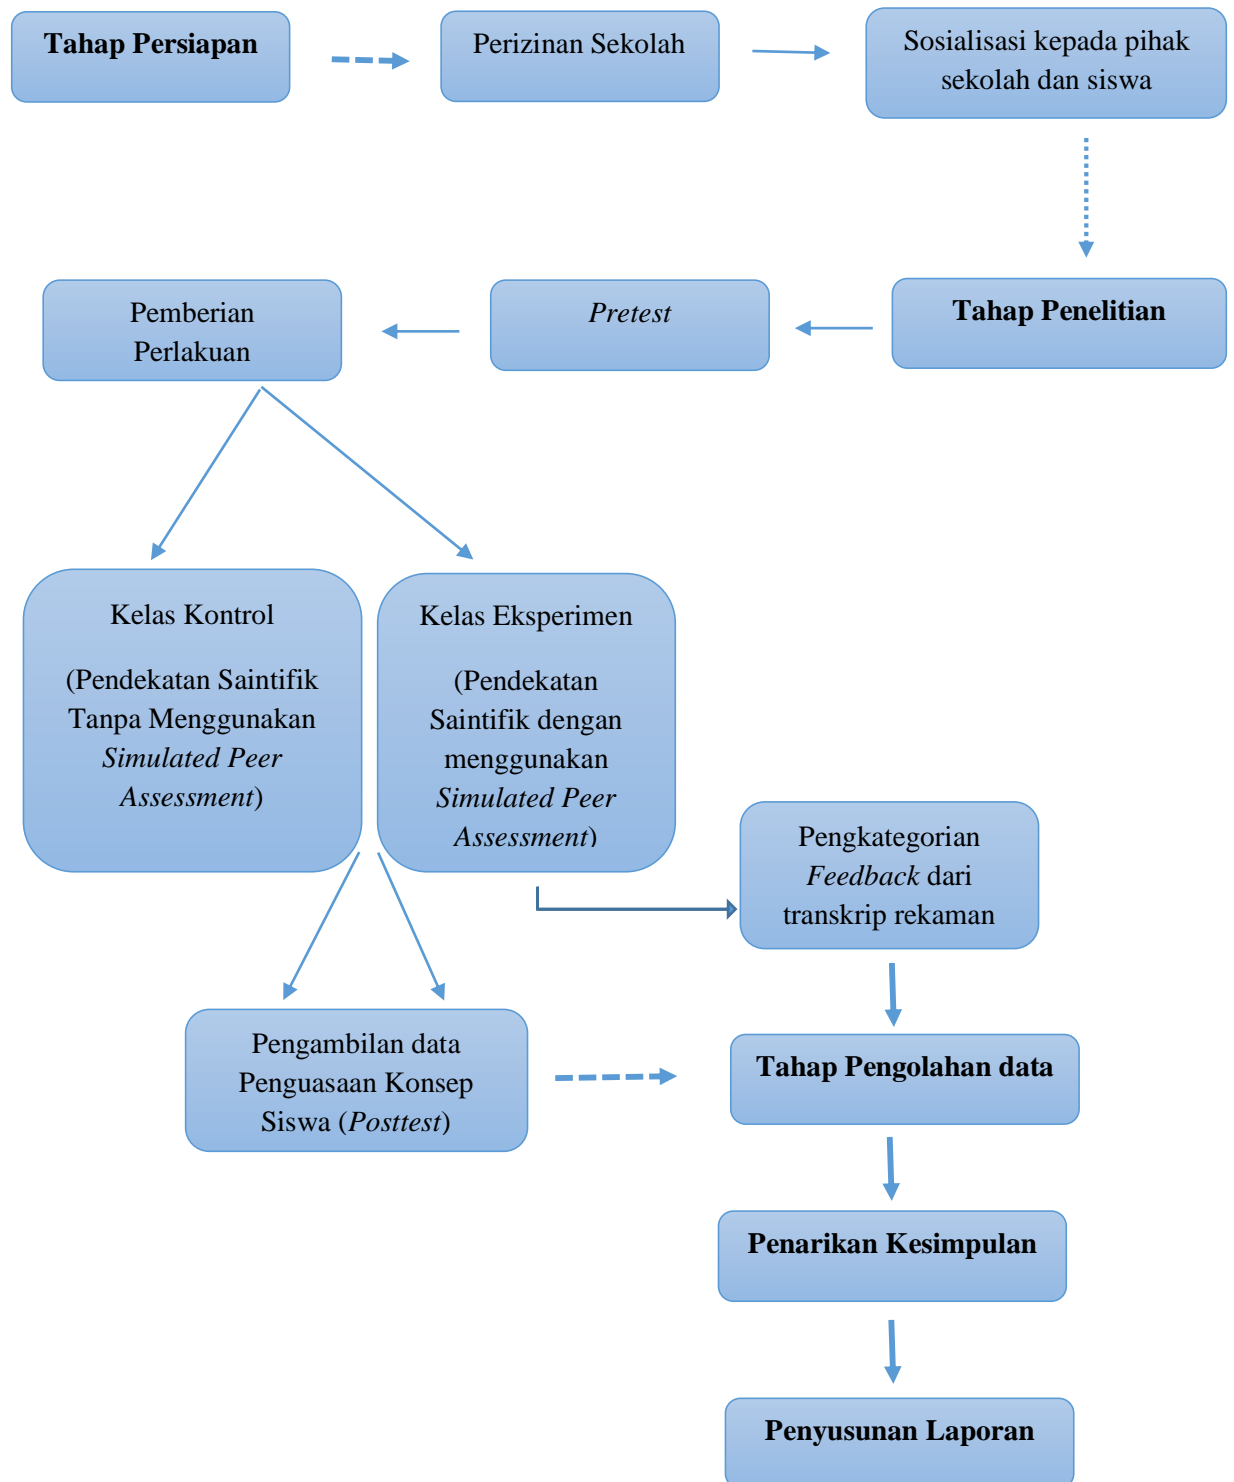 Tahap Persiapan
Perizinan Sekolah
Sosialisasi kepada pihak
sekolah dan siswa
Tahap Penelitian
Pretest
Pemberian
Perlakuan
Kelas Kontrol
(Pendekatan Saintifik
Tanpa Menggunakan
Simulated Peer
Assessment)
Kelas Eksperimen
(Pendekatan
Saintifik dengan
menggunakan
Simulated Peer
Assessment)
Pengkategorian
Feedback dari
transkrip rekaman
Pengambilan data
Penguasaan Konsep
Siswa (Posttest)
Tahap Pengolahan data
Penarikan Kesimpulan
Penyusunan Laporan